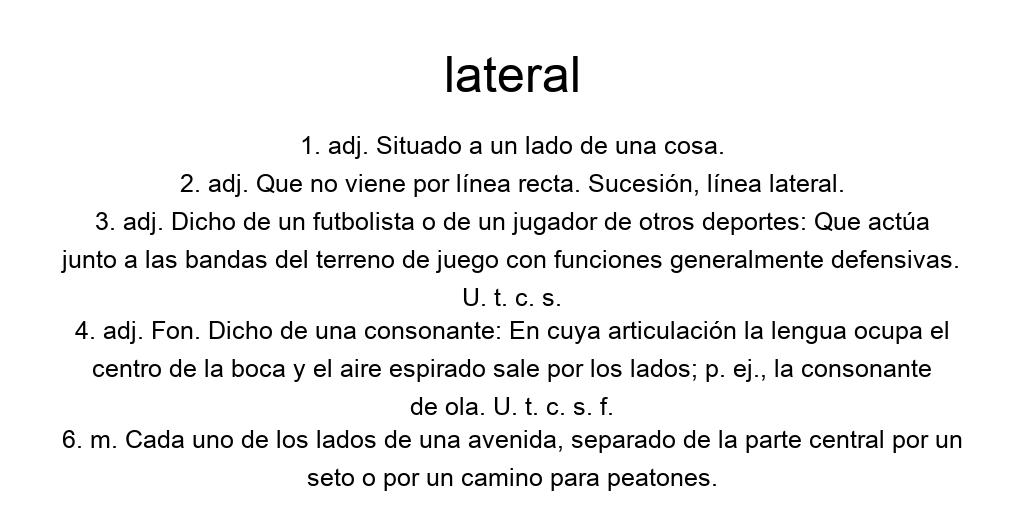 lateral
1. adj. Situado a un lado de una cosa.
2. adj. Que no viene por línea recta. Sucesión, línea lateral.
3. adj. Dicho de un futbolista o de un jugador de otros deportes: Que actúa
junto a las bandas del terreno de juego con funciones generalmente defensivas.
U. t. c. s.
4. adj. Fon. Dicho de una consonante: En cuya articulación la lengua ocupa el
centro de la boca y el aire espirado sale por los lados; p. ej., la consonante
de ola. U. t. c. s. f.
6. m. Cada uno de los lados de una avenida, separado de la parte central por un
seto o por un camino para peatones.